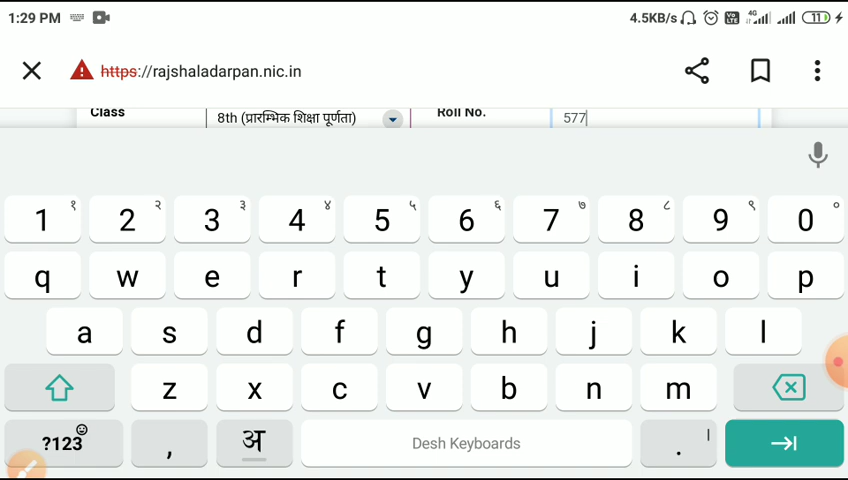 1:29 PM 4.5KB/s 4G VoLTE 11
https://rajshaladarpan.nic.in
Class 8th (प्रारम्भिक शिक्षा पूर्णता) Roll No. 577
1 १ 2 २ 3 ३ 4 ४ 5 ५ 6 ६ 7 ७ 8 ८ 9 ९ 0 ०
q w e r t y u i o p
a s d f g h j k l
z x c v b n m
?123 , अ Desh Keyboards . |